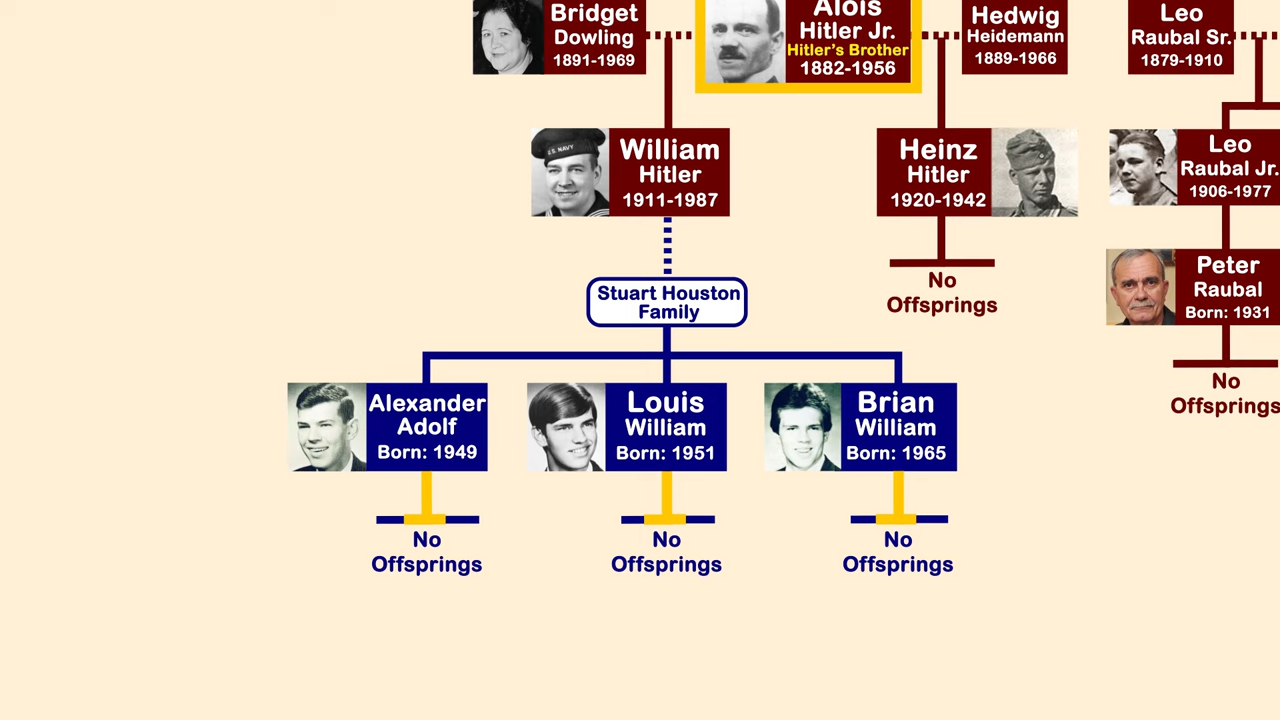 Bridget
Dowling
1891-1969
Alois
Hitler Jr.
Hitler's Brother
1882-1956
Hedwig
Heidemann
1889-1966
Leo
Raubal Sr.
1879-1910
U.S. NAVY
William
Hitler
1911-1987
Heinz
Hitler
1920-1942
Leo
Raubal Jr.
1906-1977
No
Offsprings
Peter
Raubal
Born: 1931
No
Offsprings
Stuart Houston
Family
Alexander
Adolf
Born: 1949
Louis
William
Born: 1951
Brian
William
Born: 1965
No
Offsprings
No
Offsprings
No
Offsprings